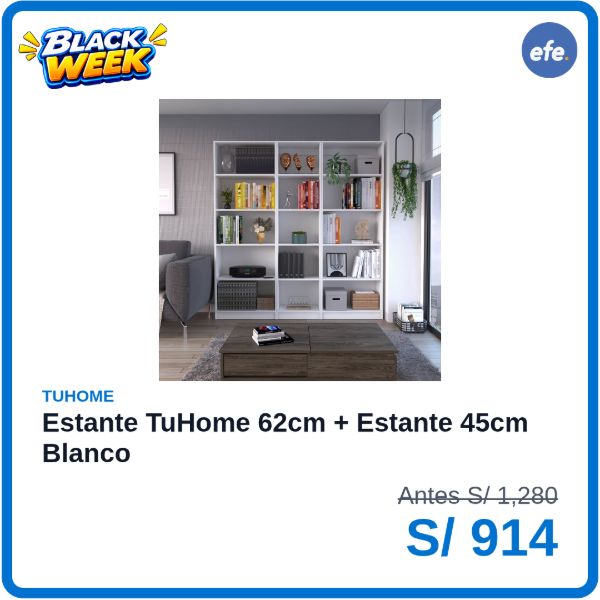 BLACK
WEEK
efe.
TUHOME
Estante TuHome 62cm + Estante 45cm
Blanco
Antes S/ 1,280
S/ 914